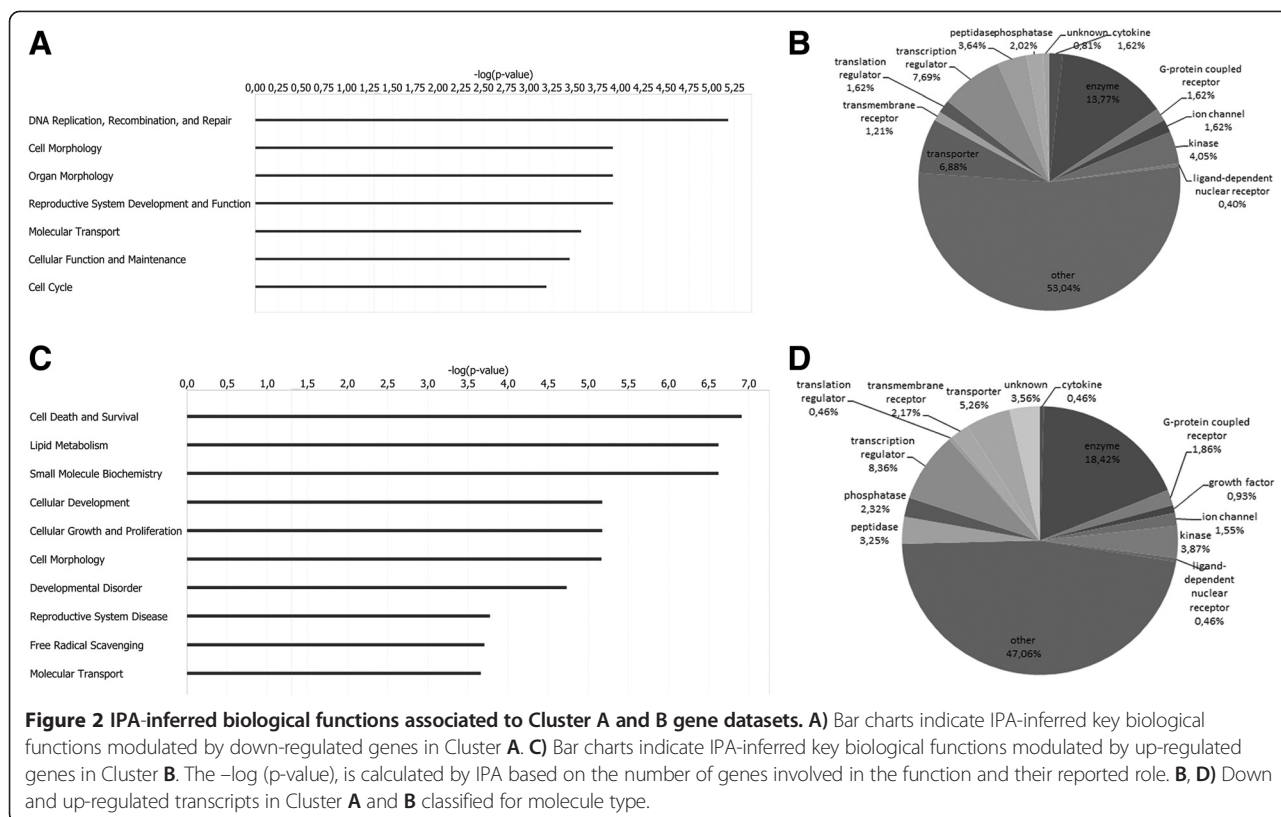 A
-log(p-value)
0,00 0,25 0,50 0,75 1,00 1,25 1,50 1,75 2,00 2,25 2,50 2,75 3,00 3,25 3,50 3,75 4,00 4,25 4,50 4,75 5,00 5,25
DNA Replication, Recombination, and Repair
Cell Morphology
Organ Morphology
Reproductive System Development and Function
Molecular Transport
Cellular Function and Maintenance
Cell Cycle
B
peptidase
3,64%
phosphatase
2,02%
unknown
0,81%
cytokine
1,62%
transcription
regulator
7,69%
translation
regulator
1,62%
transmembrane
receptor
1,21%
transporter
6,88%
enzyme
13,77%
G-protein coupled
receptor
1,62%
ion channel
1,62%
kinase
4,05%
ligand-dependent
nuclear receptor
0,40%
other
53,04%
C
-log(p-value)
0,0 0,5 1,0 1,5 2,0 2,5 3,0 3,5 4,0 4,5 5,0 5,5 6,0 6,5 7,0
Cell Death and Survival
Lipid Metabolism
Small Molecule Biochemistry
Cellular Development
Cellular Growth and Proliferation
Cell Morphology
Developmental Disorder
Reproductive System Disease
Free Radical Scavenging
Molecular Transport
D
translation
regulator
0,46%
transmembrane
receptor
2,17%
transporter
5,26%
unknown
3,56%
cytokine
0,46%
enzyme
18,42%
G-protein coupled
receptor
1,86%
growth factor
0,93%
ion channel
1,55%
kinase
3,87%
ligand-
dependent
nuclear
receptor
0,46%
transcription
regulator
8,36%
phosphatase
2,32%
peptidase
3,25%
other
47,06%
Figure 2 IPA-inferred biological functions associated to Cluster A and B gene datasets. A) Bar charts indicate IPA-inferred key biological
functions modulated by down-regulated genes in Cluster A. C) Bar charts indicate IPA-inferred key biological functions modulated by up-regulated
genes in Cluster B. The –log (p-value), is calculated by IPA based on the number of genes involved in the function and their reported role. B, D) Down
and up-regulated transcripts in Cluster A and B classified for molecule type.